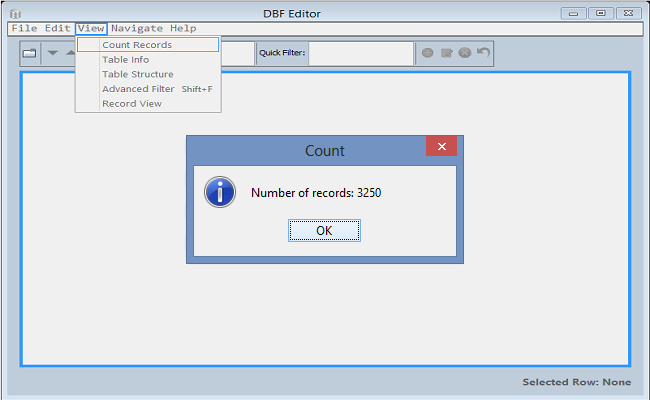 DBF Editor
File Edit View Navigate Help
Quick Filter:
Count Records
Table Info
Table Structure
Advanced Filter Shift+F
Record View
Count
Number of records: 3250
OK
Selected Row: None